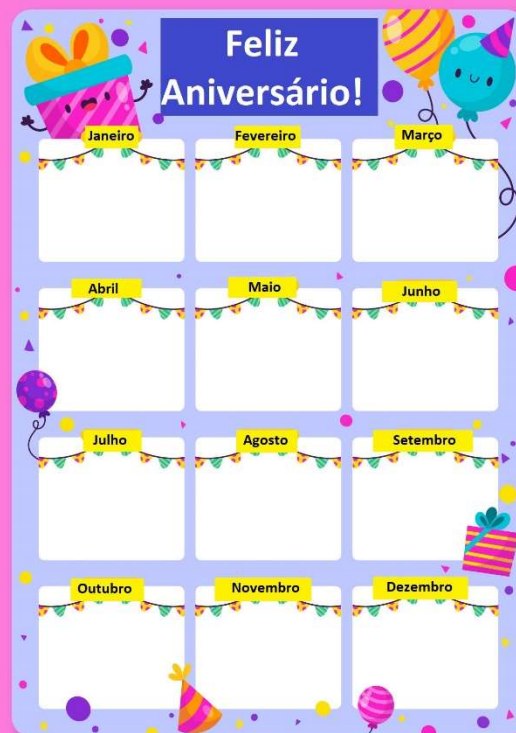 Feliz
Aniversário!
Janeiro
Fevereiro
Março
Abril
Maio
Junho
Julho
Agosto
Setembro
Outubro
Novembro
Dezembro